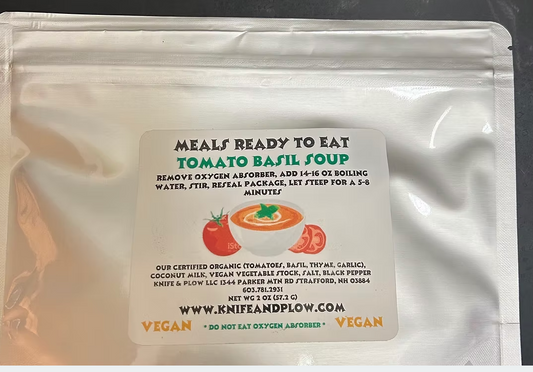 MEALS READY TO EAT
TOMATO BASIL SOUP
REMOVE OXYGEN ABSORBER, ADD 14-16 OZ BOILING
WATER, STIR, RESEAL PACKAGE, LET STEEP FOR A 5-8
MINUTES
OUR CERTIFIED ORGANIC (TOMATOES, BASIL, THYME, GARLIC),
COCONUT MILK, VEGAN VEGETABLE STOCK, SALT, BLACK PEPPER
KNIFE & PLOW LLC 1344 PARKER MTN RD STRAFFORD, NH 03884
603.781.2931
NET WG 2 OZ (57.2 G)
WWW.KNIFEANDPLOW.COM
VEGAN * DO NOT EAT OXYGEN ABSORBER * VEGAN